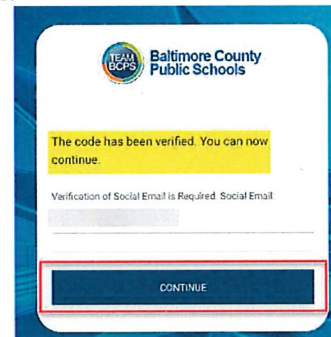 TEAM
BCPS
Baltimore County
Public Schools
The code has been verified. You can now
continue.
Verification of Social Email is Required. Social Email:
CONTINUE